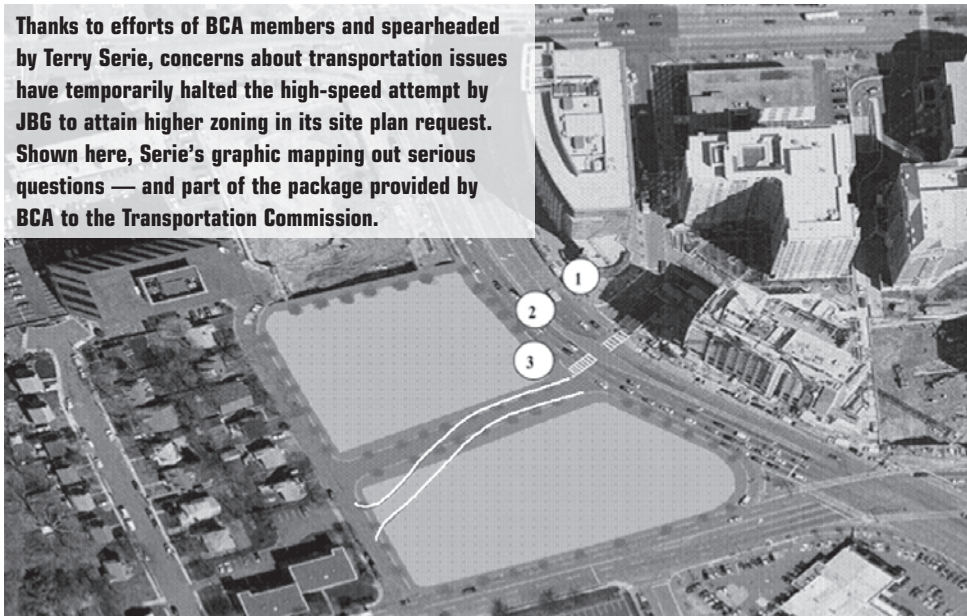 Thanks to efforts of BCA members and spearheaded
by Terry Serie, concerns about transportation issues
have temporarily halted the high-speed attempt by
JBG to attain higher zoning in its site plan request.
Shown here, Serie’s graphic mapping out serious
questions — and part of the package provided by
BCA to the Transportation Commission.
1
2
3